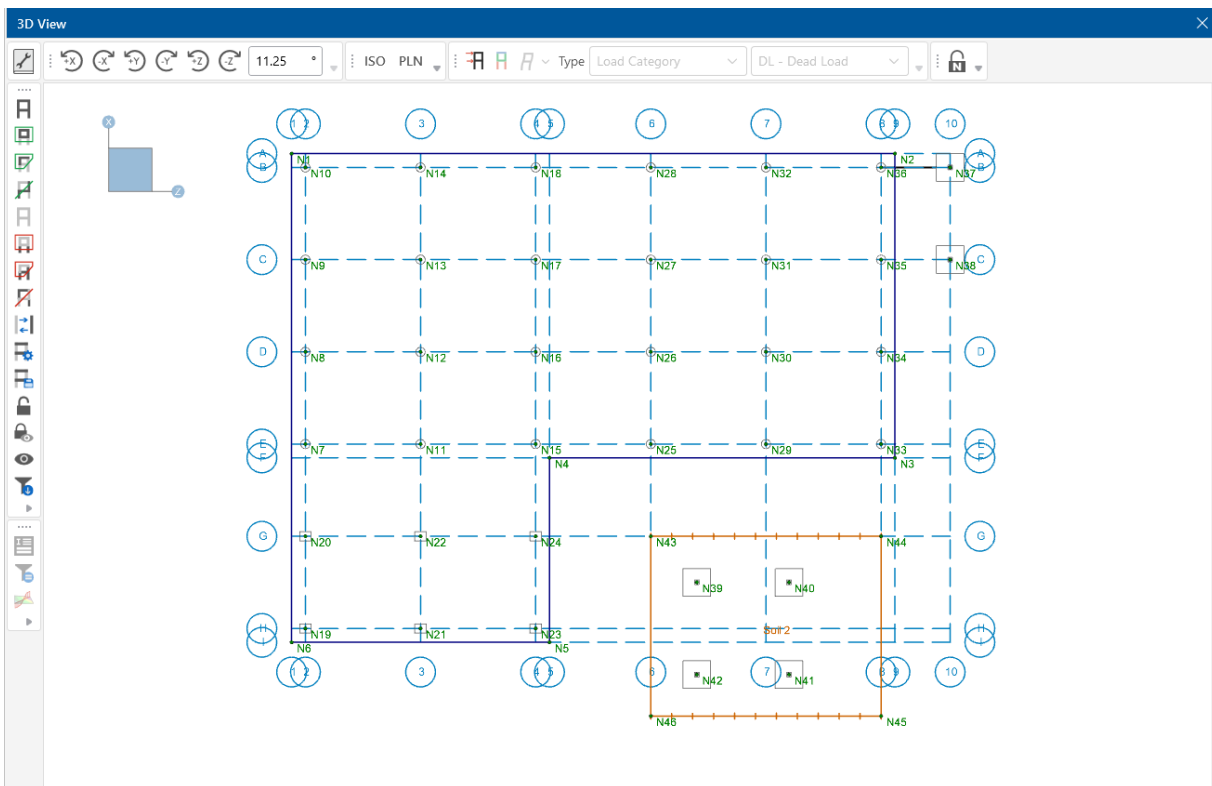 3D View
+X -X +Y -Y +Z -Z 11.25 ° ISO PLN Type Load Category DL - Dead Load N
X
Z
1 2 3 4 5 6 7 8 9 10
A N1 N2 A
B N10 N14 N18 N28 N32 N36 N37 B
C N9 N13 N17 N27 N31 N35 N38 C
D N8 N12 N16 N26 N30 N34 D
E N7 N11 N15 N25 N29 N33 E
F N4 N3 F
G N20 N22 N24 N43 N44 G
N39 N40
H N19 N21 N23 Soil 2 H
I N6 N5 I
1 2 3 4 5 6 7 8 9 10
N42 N41
N46 N45